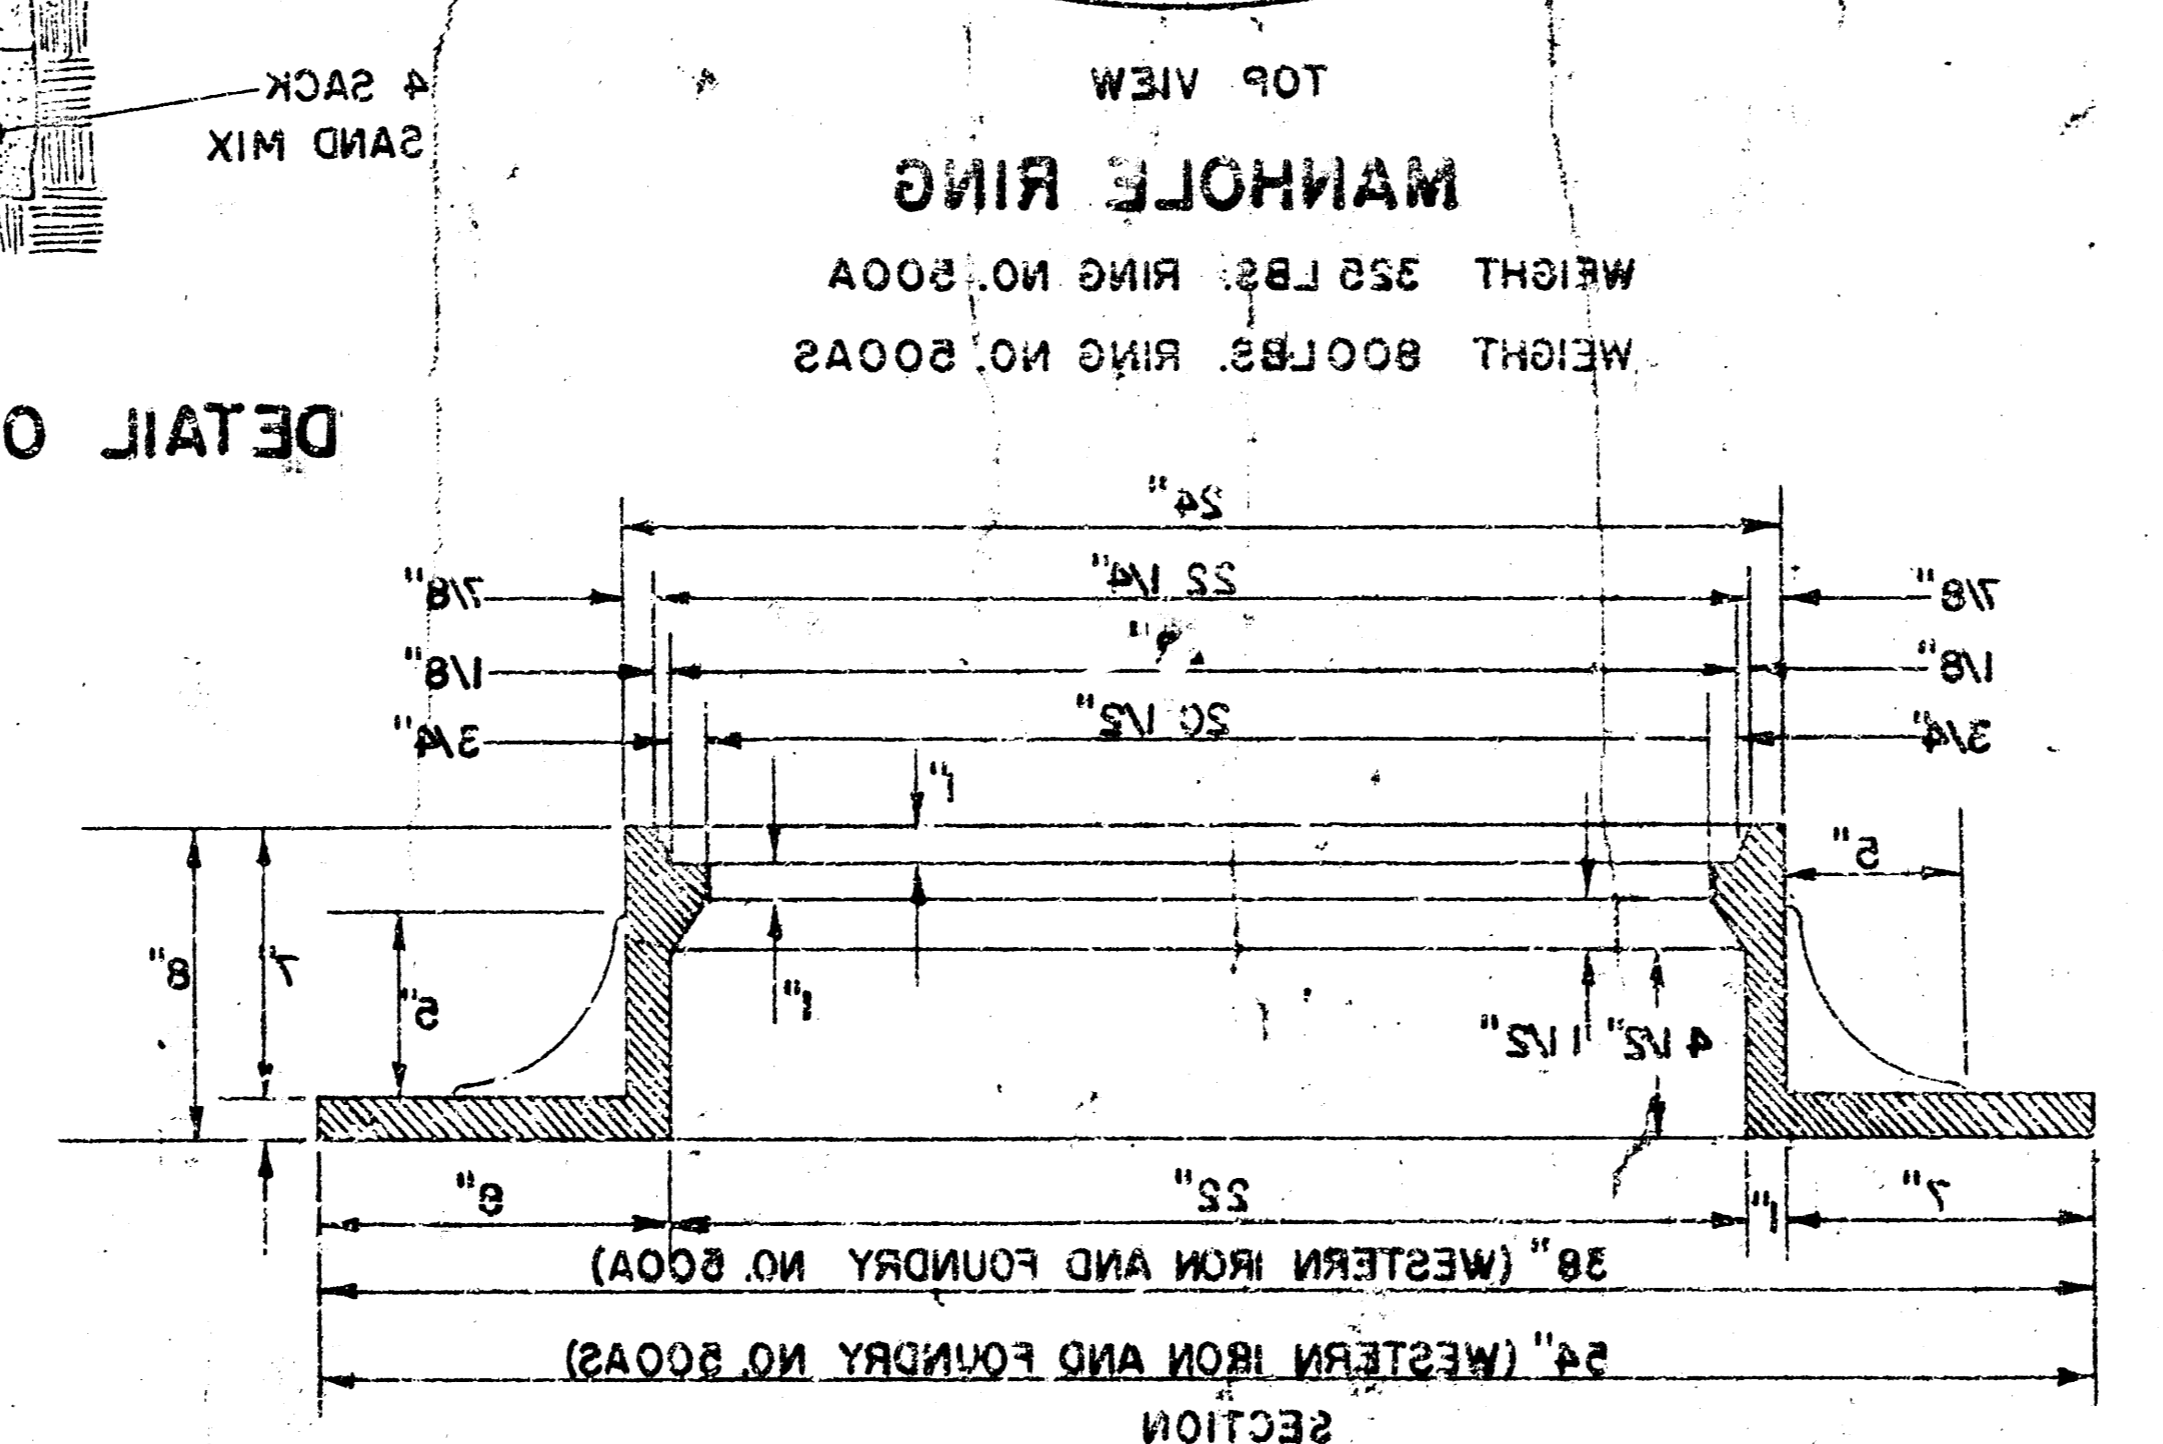 TOP VIEW
MANHOLE RING
WEIGHT 325 LBS. RING NO. 500A
WEIGHT 800 LBS. RING NO. 500AS
4 SACK
SAND MIX
DETAIL O
24"
7/8" 22 1/4" 7/8"
1/8" 1/8"
3/4" 20 1/2" 3/4"
1"
5"
8"
7"
5"
1"
4 1/2" 1 1/2"
7" 1" 22" 8"
38" (WESTERN IRON AND FOUNDRY NO. 500A)
54" (WESTERN IRON AND FOUNDRY NO. 500AS)
SECTION